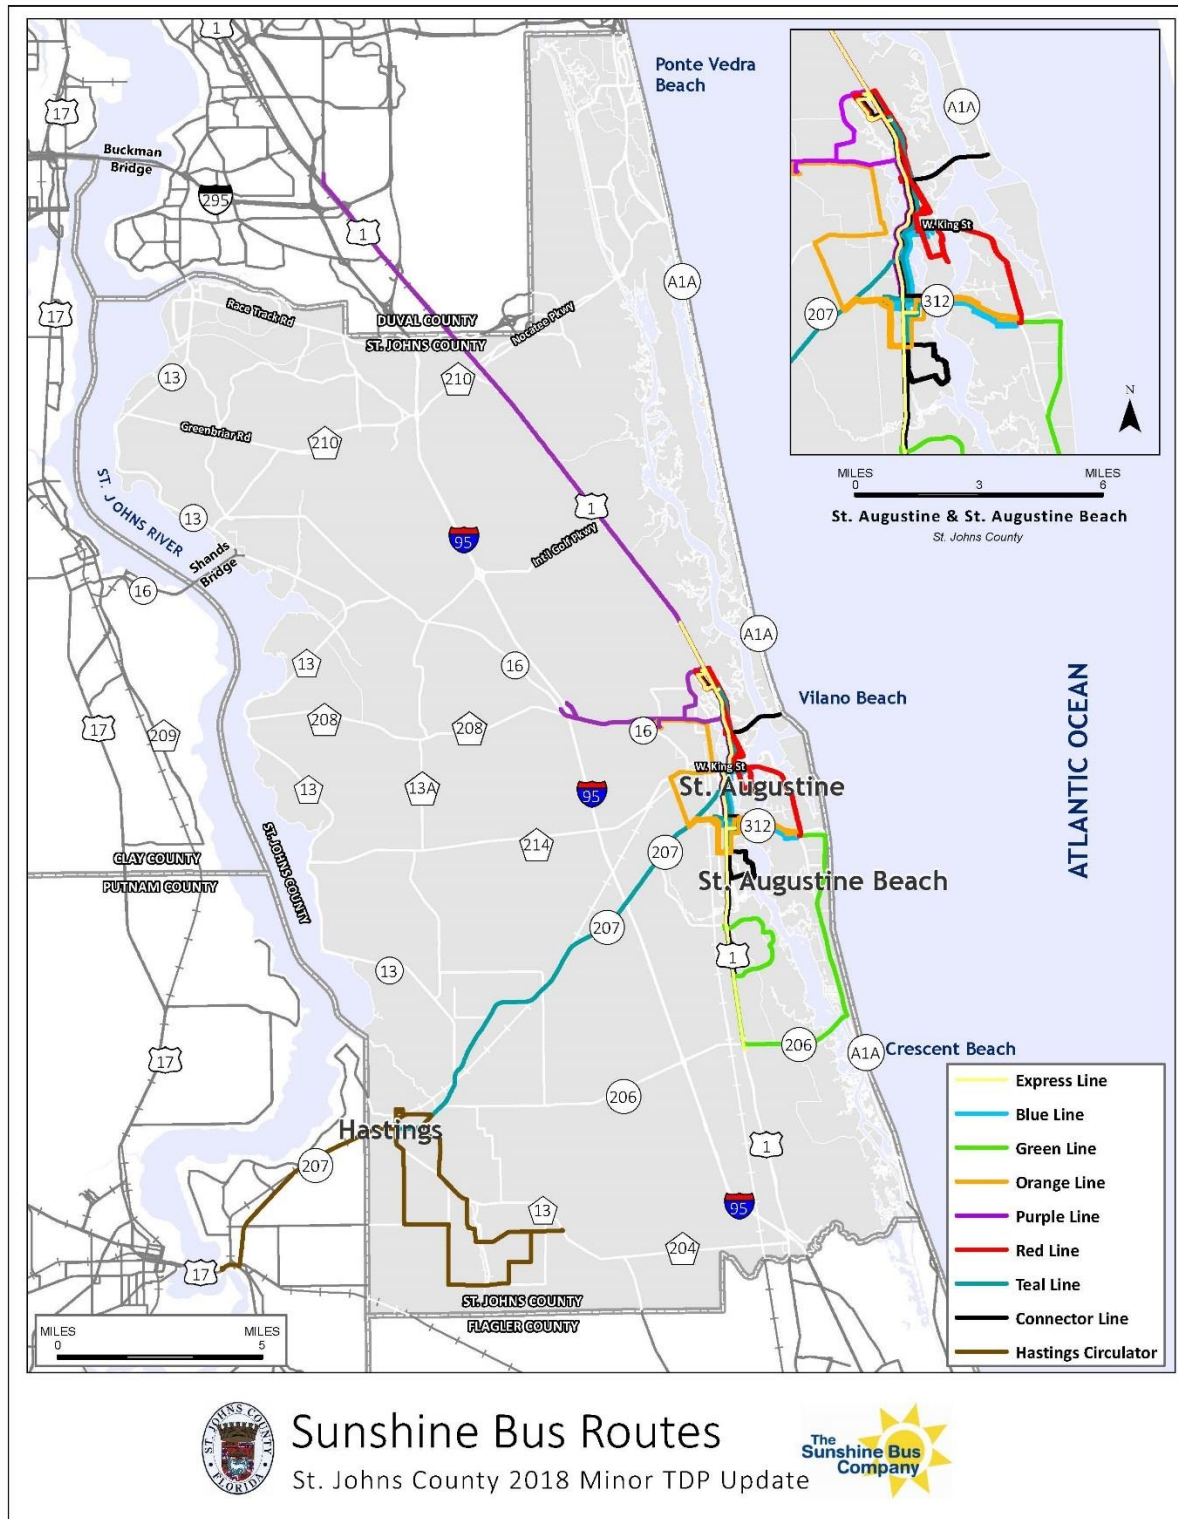 1
Ponte Vedra
Beach
17
Buckman
Bridge
295
1
A1A
Race Track Rd
DUVAL COUNTY
ST. JOHNS COUNTY
Nocatee Pkwy
13
210
Greenbriar Rd
210
ST. JOHNS RIVER
13
1
95
Int'l Golf Pkwy
Shands
Bridge
16
A1A
13
16
Vilano Beach
17
209
208
208
16
W. King St
St. Augustine
13
13A
95
ATLANTIC OCEAN
312
214
207
CLAY COUNTY
PUTNAM COUNTY
ST. JOHNS COUNTY
St. Augustine Beach
207
1
13
17
206
A1A
Crescent Beach
206
Hastings
207
1
13
95
204
17
ST. JOHNS COUNTY
FLAGLER COUNTY
MILES
MILES
0
5
A1A
W. King St
312
207
N
MILES
MILES
0
3
6
St. Augustine & St. Augustine Beach
St. Johns County
Express Line
Blue Line
Green Line
Orange Line
Purple Line
Red Line
Teal Line
Connector Line
Hastings Circulator
ST. JOHNS COUNTY
FLORIDA
Sunshine Bus Routes
St. Johns County 2018 Minor TDP Update
The
Sunshine Bus
Company